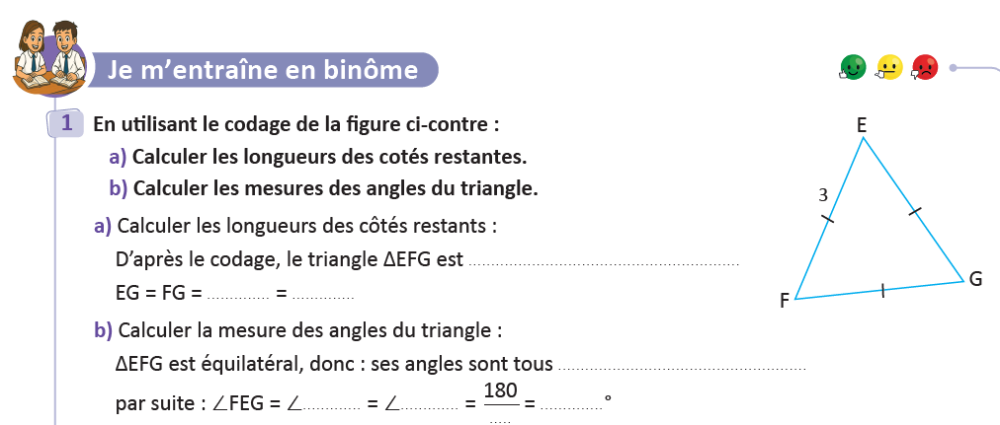 Je m'entraîne en binôme
1 En utilisant le codage de la figure ci-contre :
a) Calculer les longueurs des cotés restantes.
b) Calculer les mesures des angles du triangle.
a) Calculer les longueurs des côtés restants :
D'après le codage, le triangle ΔEFG est ............................................................
EG = FG = .............. = ..............
b) Calculer la mesure des angles du triangle :
ΔEFG est équilatéral, donc : ses angles sont tous .......................................................
par suite : ∠FEG = ∠............. = ∠............. = 180/..... = ..............°
E
3
F
G